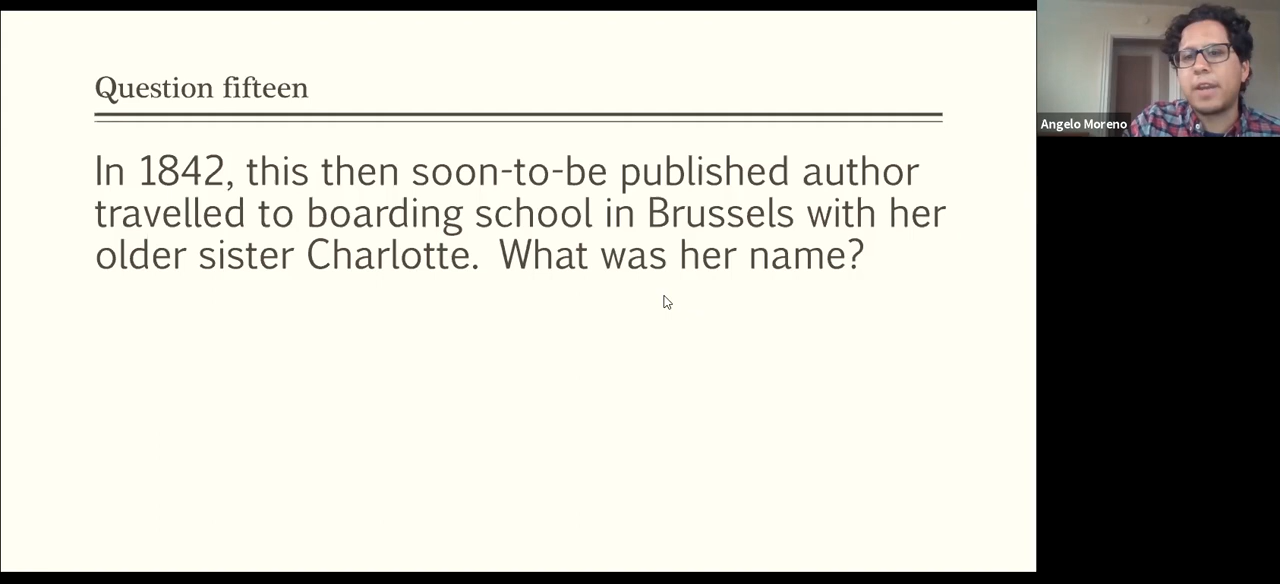 Question fifteen
In 1842, this then soon-to-be published author
travelled to boarding school in Brussels with her
older sister Charlotte.  What was her name?
Angelo Moreno